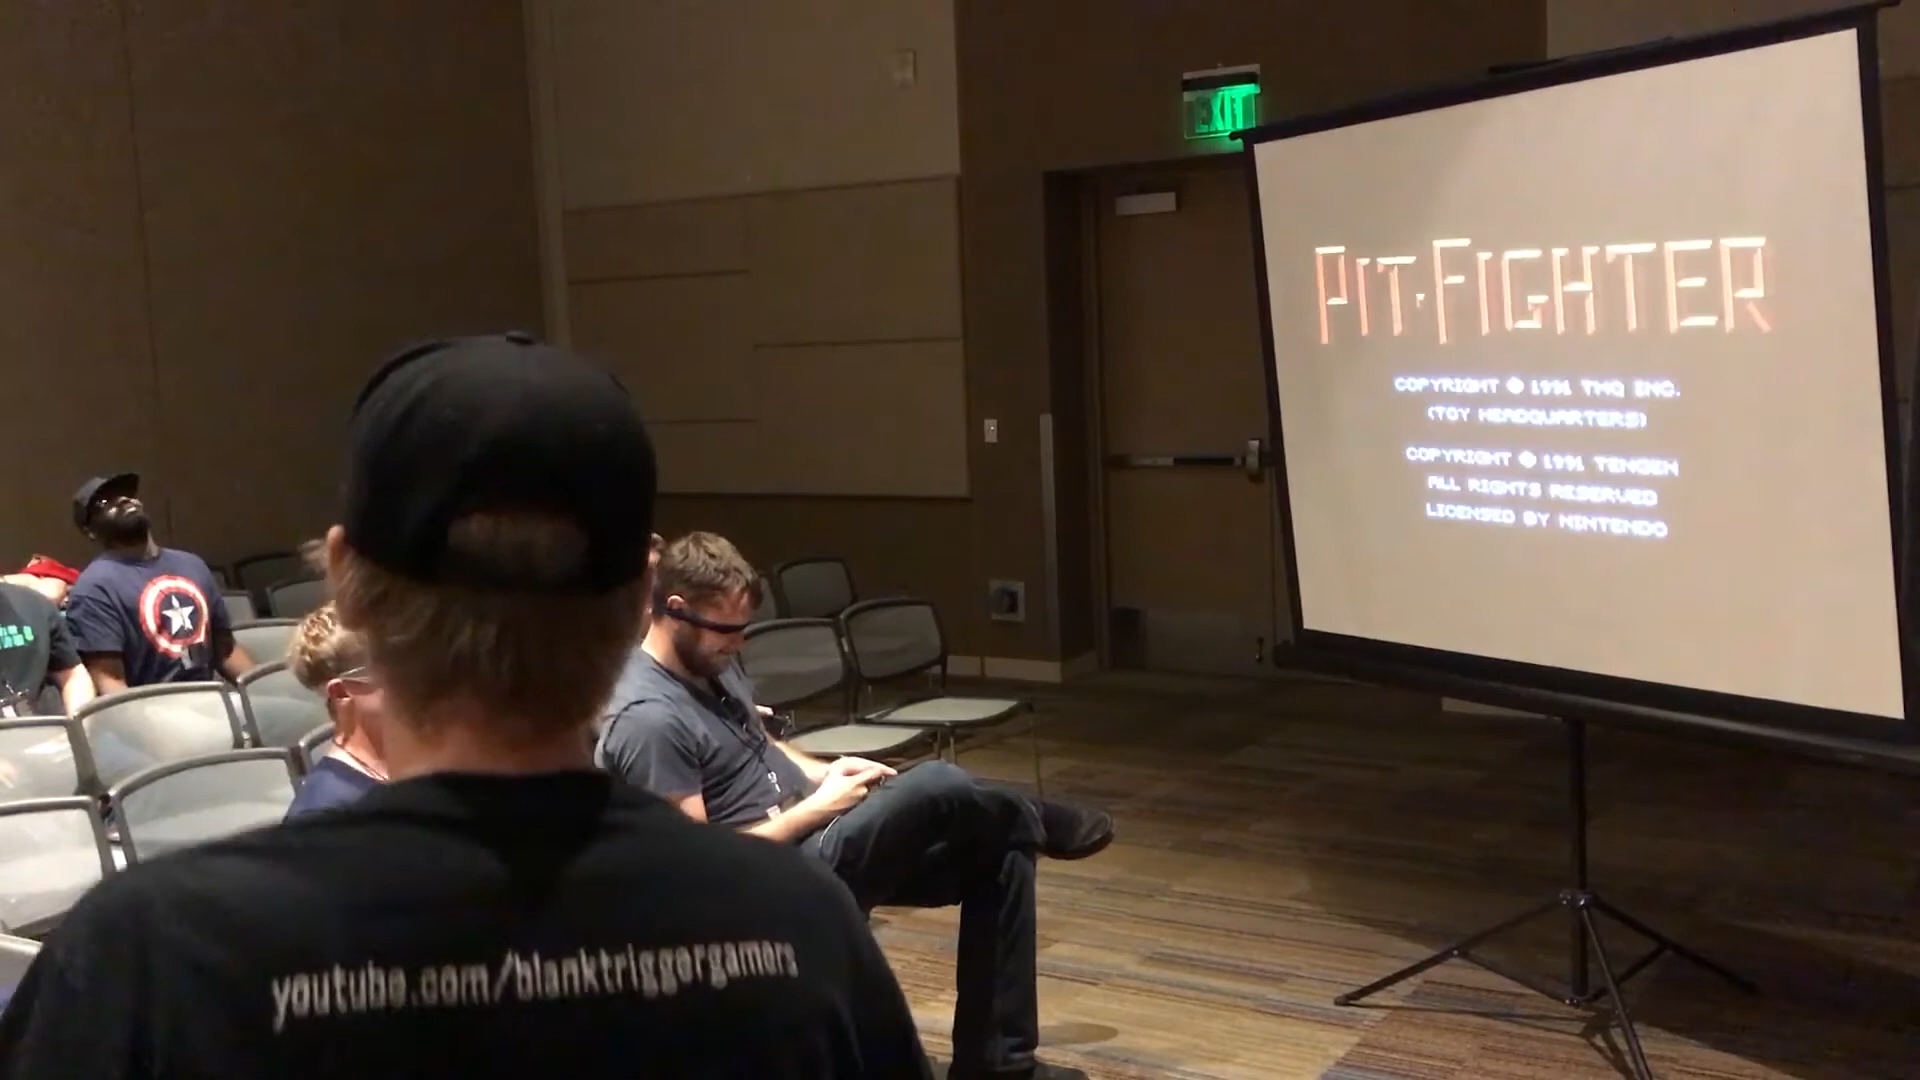 EXIT
PIT-FIGHTER
COPYRIGHT © 1991 THQ INC.
(TOY HEADQUARTERS)
COPYRIGHT © 1991 TENGEN
ALL RIGHTS RESERVED
LICENSED BY NINTENDO
youtube.com/blanktriggergamers